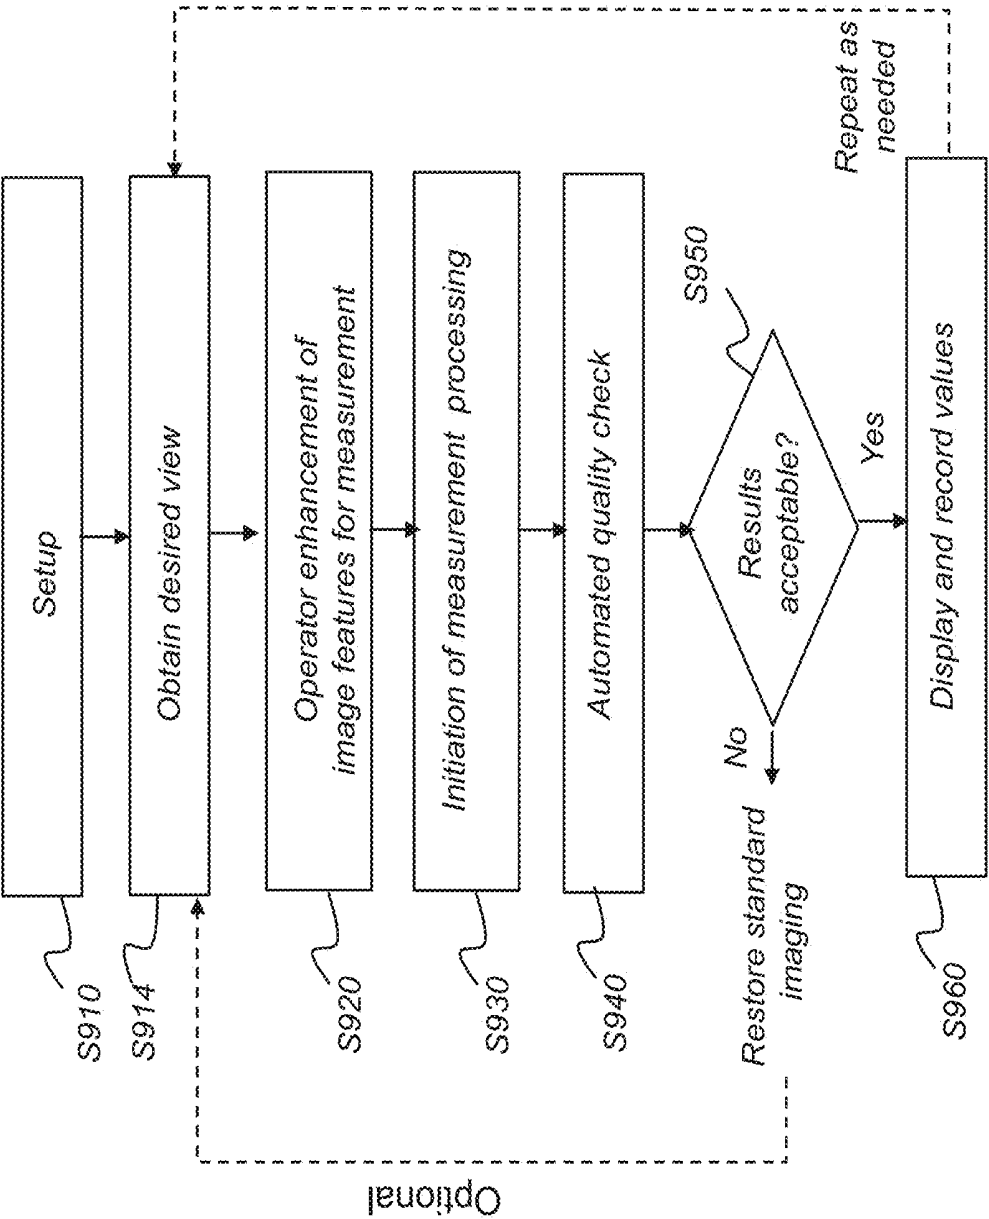 Setup
S910
Obtain desired view
S914
Operator enhancement of
image features for measurement
S920
Initiation of measurement processing
S930
Automated quality check
S940
Results
acceptable?
S950
No
Yes
Restore standard
imaging
Optional
Display and record values
S960
Repeat as
needed